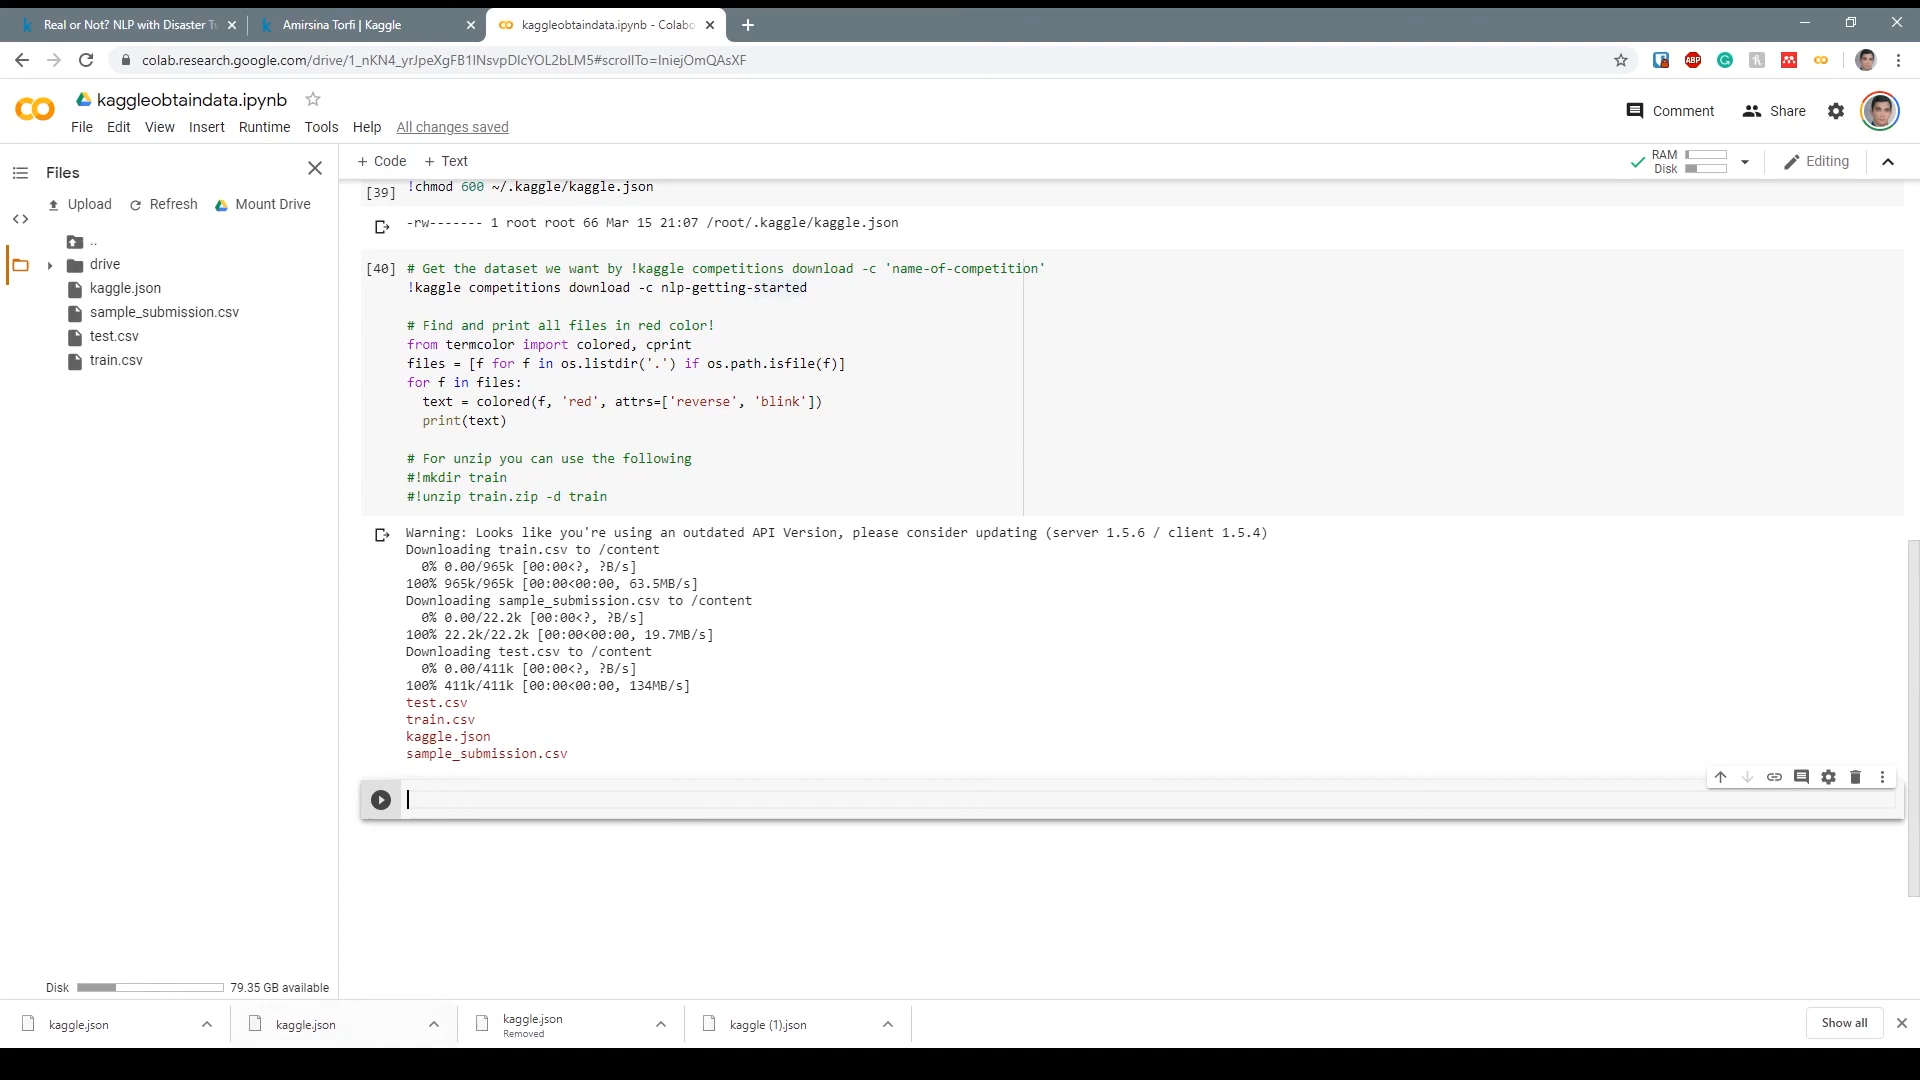 Real or Not? NLP with Disaster Tw
Amirsina Torfi | Kaggle
kaggleobtaindata.ipynb - Colabo
colab.research.google.com/drive/1_nKN4_yrJpeXgFB1INsvpDlcYOL2bLM5#scrollTo=IniejOmQAsXF
ABP
kaggleobtaindata.ipynb
Comment
Share
File Edit View Insert Runtime Tools Help All changes saved
Files
+ Code + Text
RAM
Disk
Editing
Upload Refresh Mount Drive
..
drive
kaggle.json
sample_submission.csv
test.csv
train.csv
[39] !chmod 600 ~/.kaggle/kaggle.json
-rw------- 1 root root 66 Mar 15 21:07 /root/.kaggle/kaggle.json
[40] # Get the dataset we want by !kaggle competitions download -c 'name-of-competition'
!kaggle competitions download -c nlp-getting-started
# Find and print all files in red color!
from termcolor import colored, cprint
files = [f for f in os.listdir('.') if os.path.isfile(f)]
for f in files:
text = colored(f, 'red', attrs=['reverse', 'blink'])
print(text)
# For unzip you can use the following
#!mkdir train
#!unzip train.zip -d train
Warning: Looks like you're using an outdated API Version, please consider updating (server 1.5.6 / client 1.5.4)
Downloading train.csv to /content
0% 0.00/965k [00:00<?, ?B/s]
100% 965k/965k [00:00<00:00, 63.5MB/s]
Downloading sample_submission.csv to /content
0% 0.00/22.2k [00:00<?, ?B/s]
100% 22.2k/22.2k [00:00<00:00, 19.7MB/s]
Downloading test.csv to /content
0% 0.00/411k [00:00<?, ?B/s]
100% 411k/411k [00:00<00:00, 134MB/s]
test.csv
train.csv
kaggle.json
sample_submission.csv
Disk 79.35 GB available
kaggle.json
kaggle.json
kaggle.json
Removed
kaggle (1).json
Show all